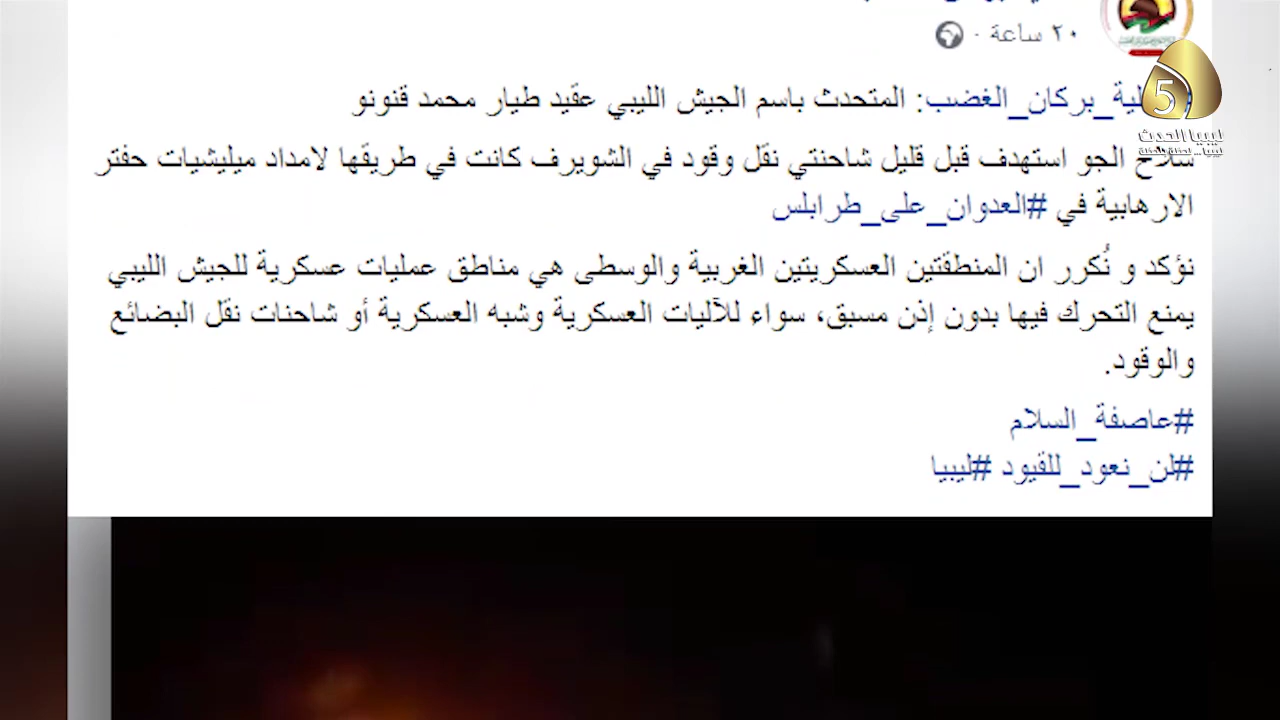 ٢٠ ساعة ·
لية_بركان_الغضب: المتحدث باسم الجيش الليبي عقيد طيار محمد قنونو
سلاح الجو استهدف قبل قليل شاحنتي نقل وقود في الشويرف كانت في طريقها لامداد ميليشيات حفتر
الارهابية في #العدوان_على_طرابلس
نؤكد و نُكرر ان المنطقتين العسكريتين الغربية والوسطى هي مناطق عمليات عسكرية للجيش الليبي
يمنع التحرك فيها بدون إذن مسبق، سواء للآليات العسكرية وشبه العسكرية أو شاحنات نقل البضائع
والوقود.
#عاصفة_السلام
#لن_نعود_للقيود #ليبيا
5
ليبيا الحدث